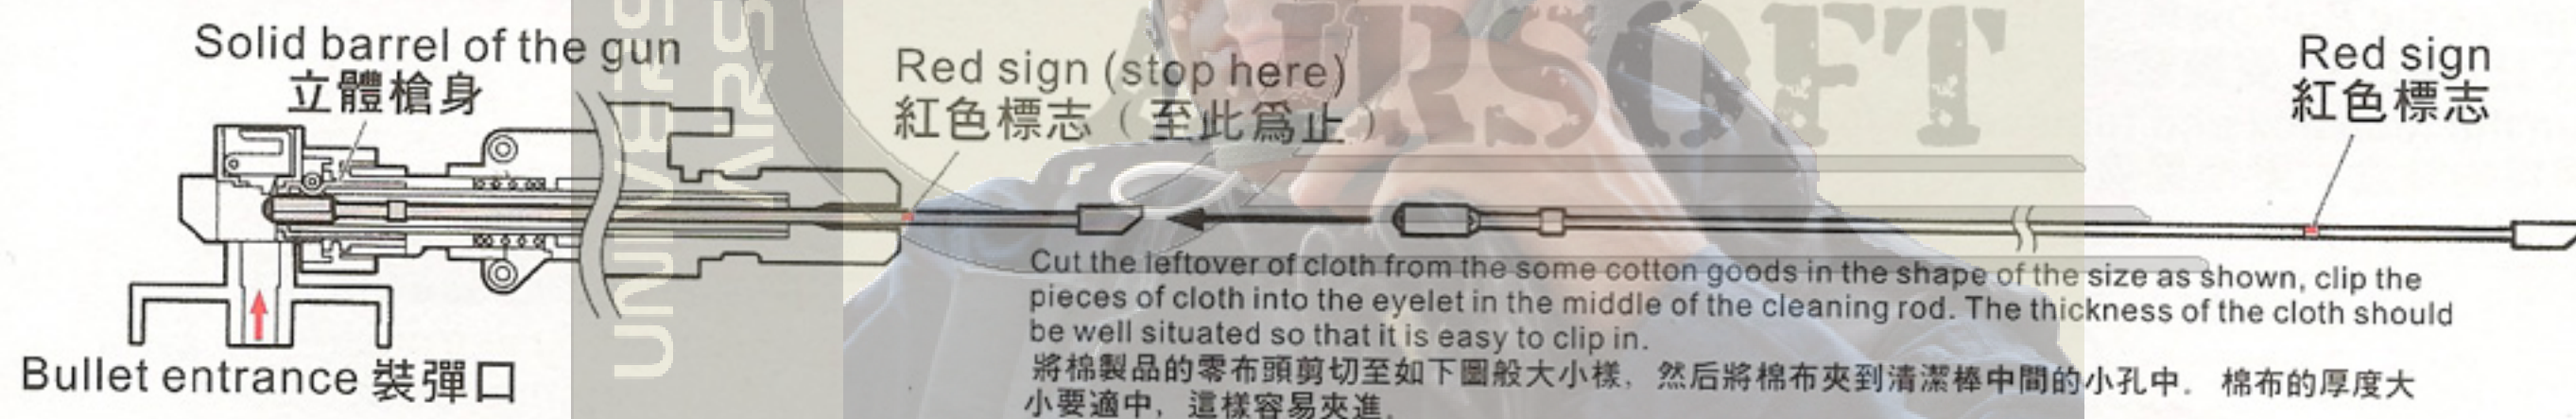 Solid barrel of the gun
立體槍身
Red sign (stop here)
紅色標志（至此爲止）
Red sign
紅色標志
Bullet entrance 裝彈口
Cut the leftover of cloth from the some cotton goods in the shape of the size as shown, clip the
pieces of cloth into the eyelet in the middle of the cleaning rod. The thickness of the cloth should
be well situated so that it is easy to clip in.
將棉製品的零布頭剪切至如下圖般大小樣，然后將棉布夾到清潔棒中間的小孔中．棉布的厚度大
小要適中，這樣容易夾進．
AIRSOFT